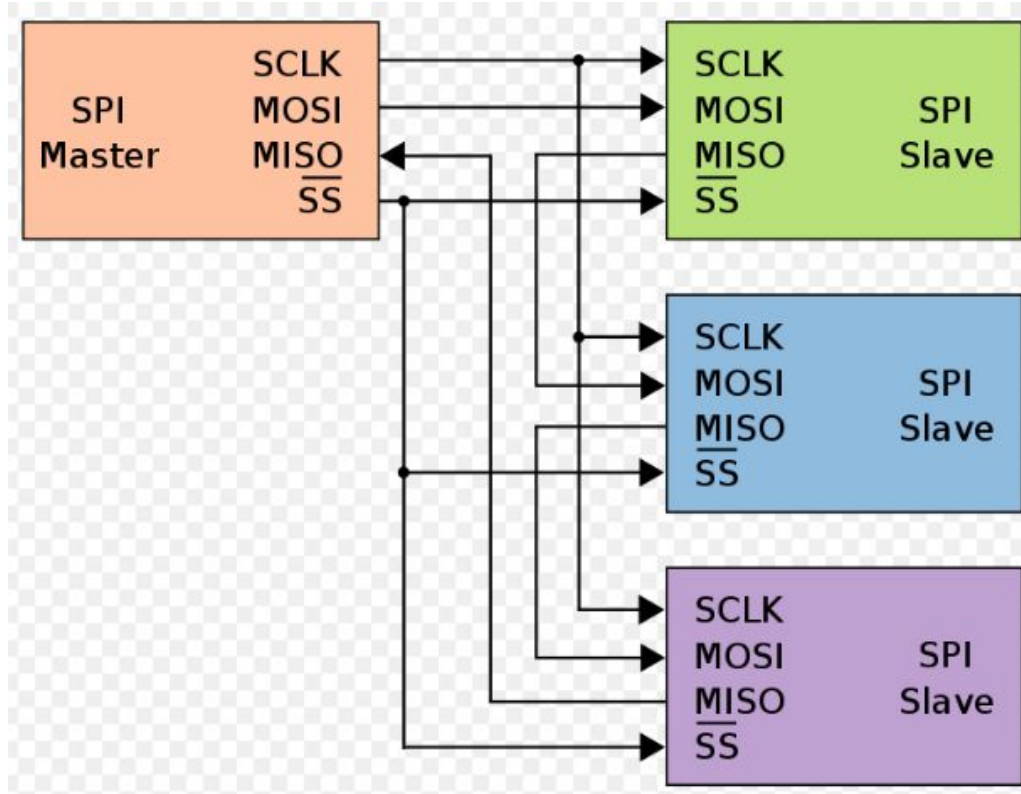 SPI
Master
SCLK
MOSI
MISO
SS
SCLK
MOSI
MISO
SS
SPI
Slave
SCLK
MOSI
MISO
SS
SPI
Slave
SCLK
MOSI
MISO
SS
SPI
Slave